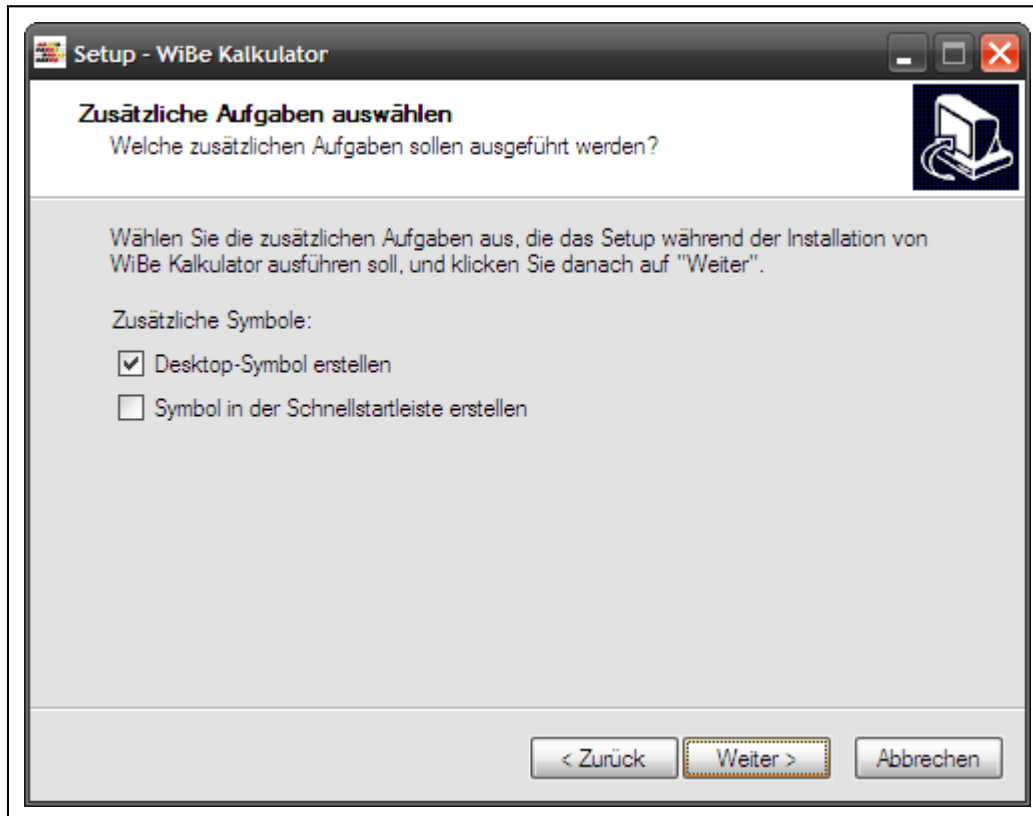 Setup - WiBe Kalkulator
Zusätzliche Aufgaben auswählen
Welche zusätzlichen Aufgaben sollen ausgeführt werden?
Wählen Sie die zusätzlichen Aufgaben aus, die das Setup während der Installation von
WiBe Kalkulator ausführen soll, und klicken Sie danach auf "Weiter".
Zusätzliche Symbole:
Desktop-Symbol erstellen
Symbol in der Schnellstartleiste erstellen
< Zurück Weiter > Abbrechen